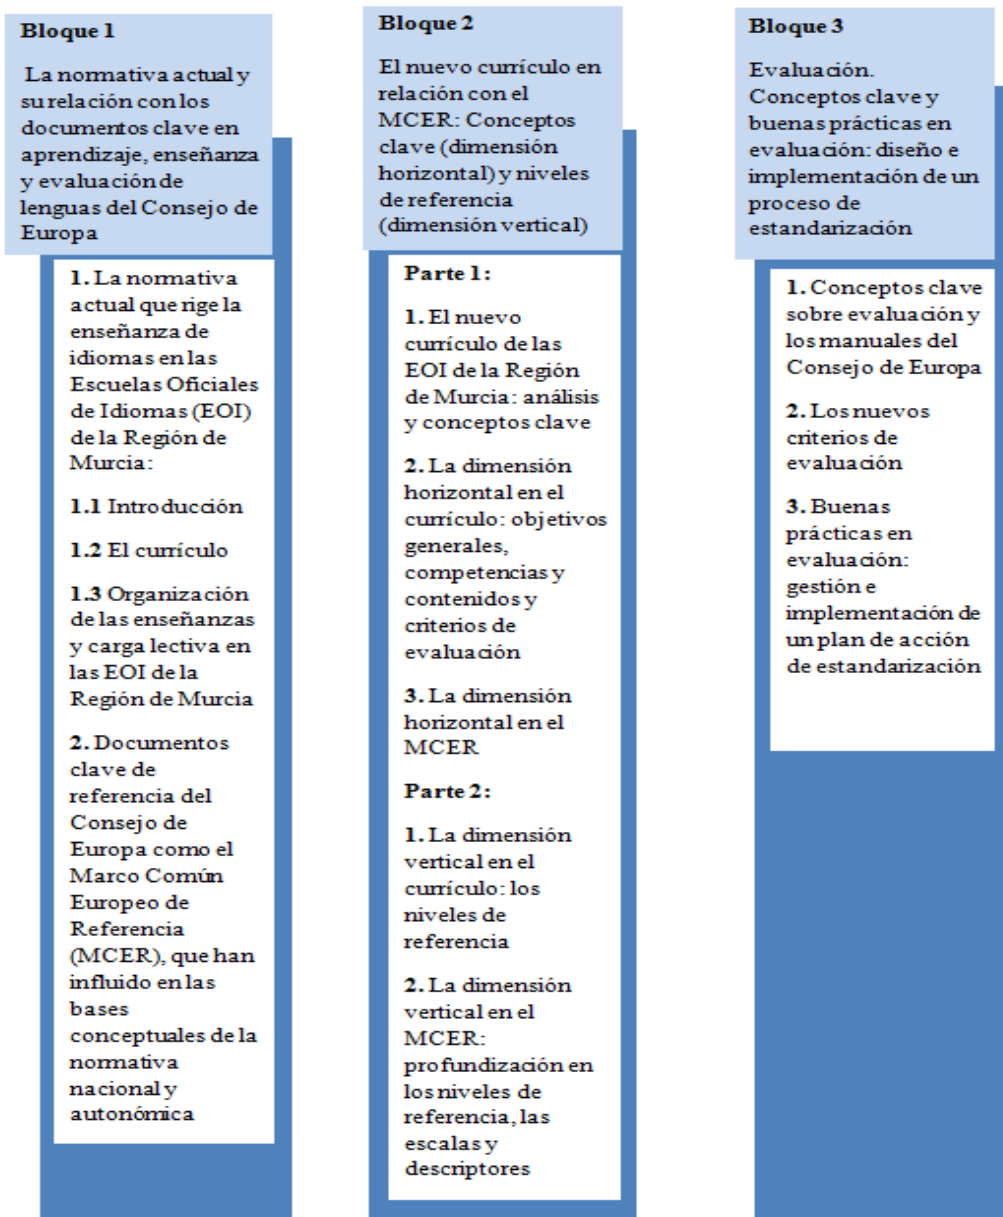 Bloque 1
La normativa actual y
su relación con los
documentos clave en
aprendizaje, enseñanza
y evaluación de
lenguas del Consejo de
Europa
1. La normativa
actual que rige la
enseñanza de
idiomas en las
Escuelas Oficiales
de Idiomas (EOI)
de la Región de
Murcia:
1.1 Introducción
1.2 El currículo
1.3 Organización
de las enseñanzas
y carga lectiva en
las EOI de la
Región de Murcia
2. Documentos
clave de
referencia del
Consejo de
Europa como el
Marco Común
Europeo de
Referencia
(MCER), que han
influido en las
bases
conceptuales de la
normativa
nacional y
autonómica
Bloque 2
El nuevo currículo en
relación con el
MCER: Conceptos
clave (dimensión
horizontal) y niveles
de referencia
(dimensión vertical)
Parte 1:
1. El nuevo
currículo de las
EOI de la Región
de Murcia: análisis
y conceptos clave
2. La dimensión
horizontal en el
currículo: objetivos
generales,
competencias y
contenidos y
criterios de
evaluación
3. La dimensión
horizontal en el
MCER
Parte 2:
1. La dimensión
vertical en el
currículo: los
niveles de
referencia
2. La dimensión
vertical en el
MCER:
profundización en
los niveles de
referencia, las
escalas y
descriptores
Bloque 3
Evaluación.
Conceptos clave y
buenas prácticas en
evaluación: diseño e
implementación de un
proceso de
estandarización
1. Conceptos clave
sobre evaluación y
los manuales del
Consejo de Europa
2. Los nuevos
criterios de
evaluación
3. Buenas
prácticas en
evaluación:
gestión e
implementación de
un plan de acción
de estandarización